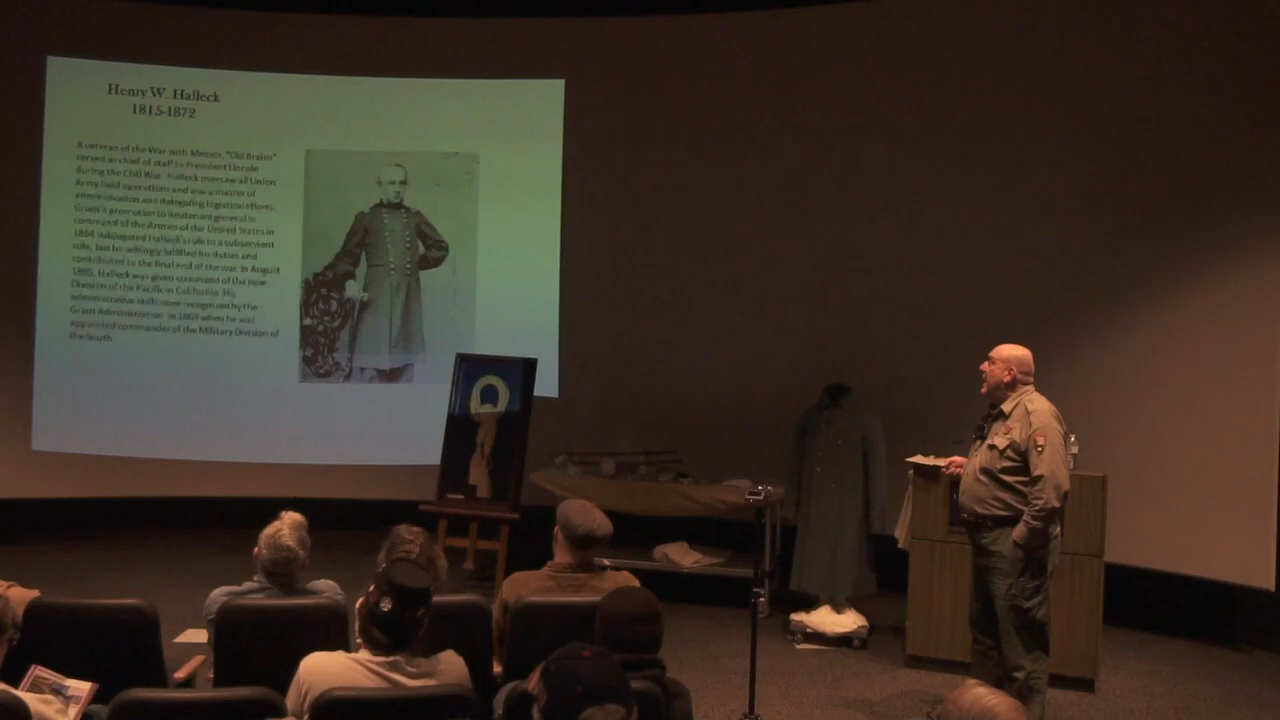 Henry W. Halleck
1815-1872
A veteran of the War with Mexico, "Old Brains"
served as chief of staff to President Lincoln
during the Civil War. Halleck oversaw all Union
Army field operations and was a master of
administration and delegating logistical efforts.
Grant's promotion to lieutenant general in
command of the Armies of the United States in
1864 subjugated Halleck's role to a subservient
role, but he willingly fulfilled his duties and
contributed to the final end of the war. In August
1865, Halleck was given command of the new
Division of the Pacific in California. His
administrative skills were recognized by the
Grant Administration in 1869 when he was
appointed commander of the Military Division of
the South.